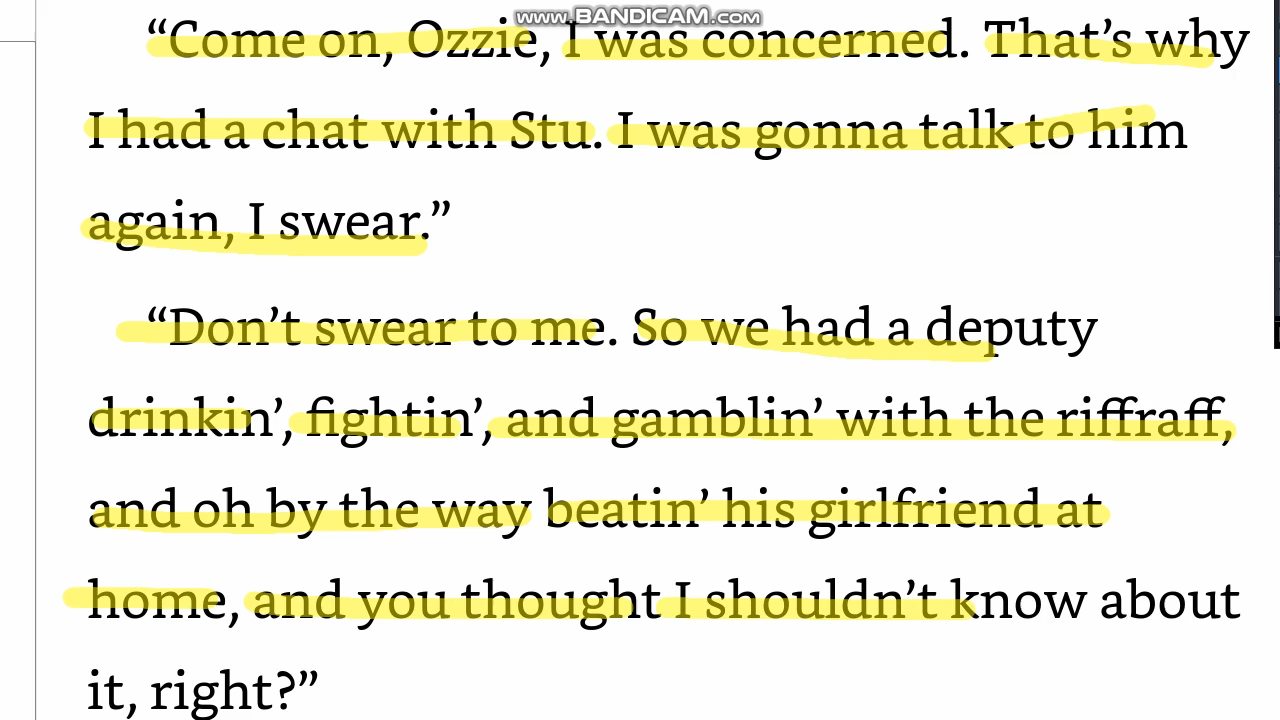 www.BANDICAM.com
“Come on, Ozzie, I was concerned. That’s why
I had a chat with Stu. I was gonna talk to him
again, I swear.”
“Don’t swear to me. So we had a deputy
drinkin’, fightin’, and gamblin’ with the riffraff,
and oh by the way beatin’ his girlfriend at
home, and you thought I shouldn’t know about
it, right?”